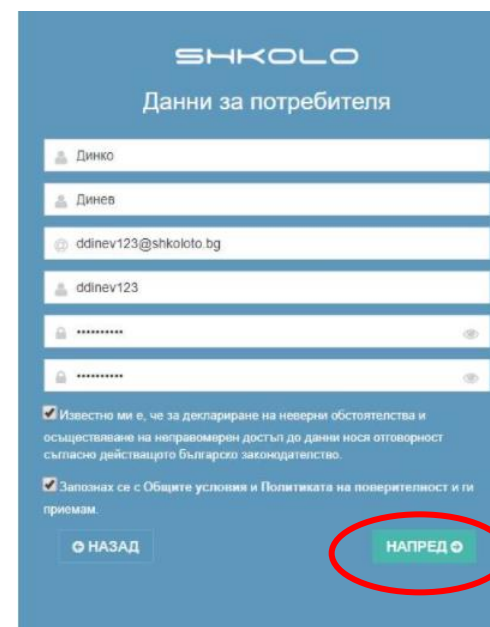 SHKOLO
Данни за потребителя
Динко
Динев
ddinev123@shkoloto.bg
ddinev123
••••••••••
••••••••••
Известно ми е, че за деклариране на неверни обстоятелства и
осъществяване на неправомерен достъп до данни нося отговорност
съгласно действащото българско законодателство.
Запознах се с Общите условия и Политиката на поверителност и ги
приемам.
НАЗАД
НАПРЕД